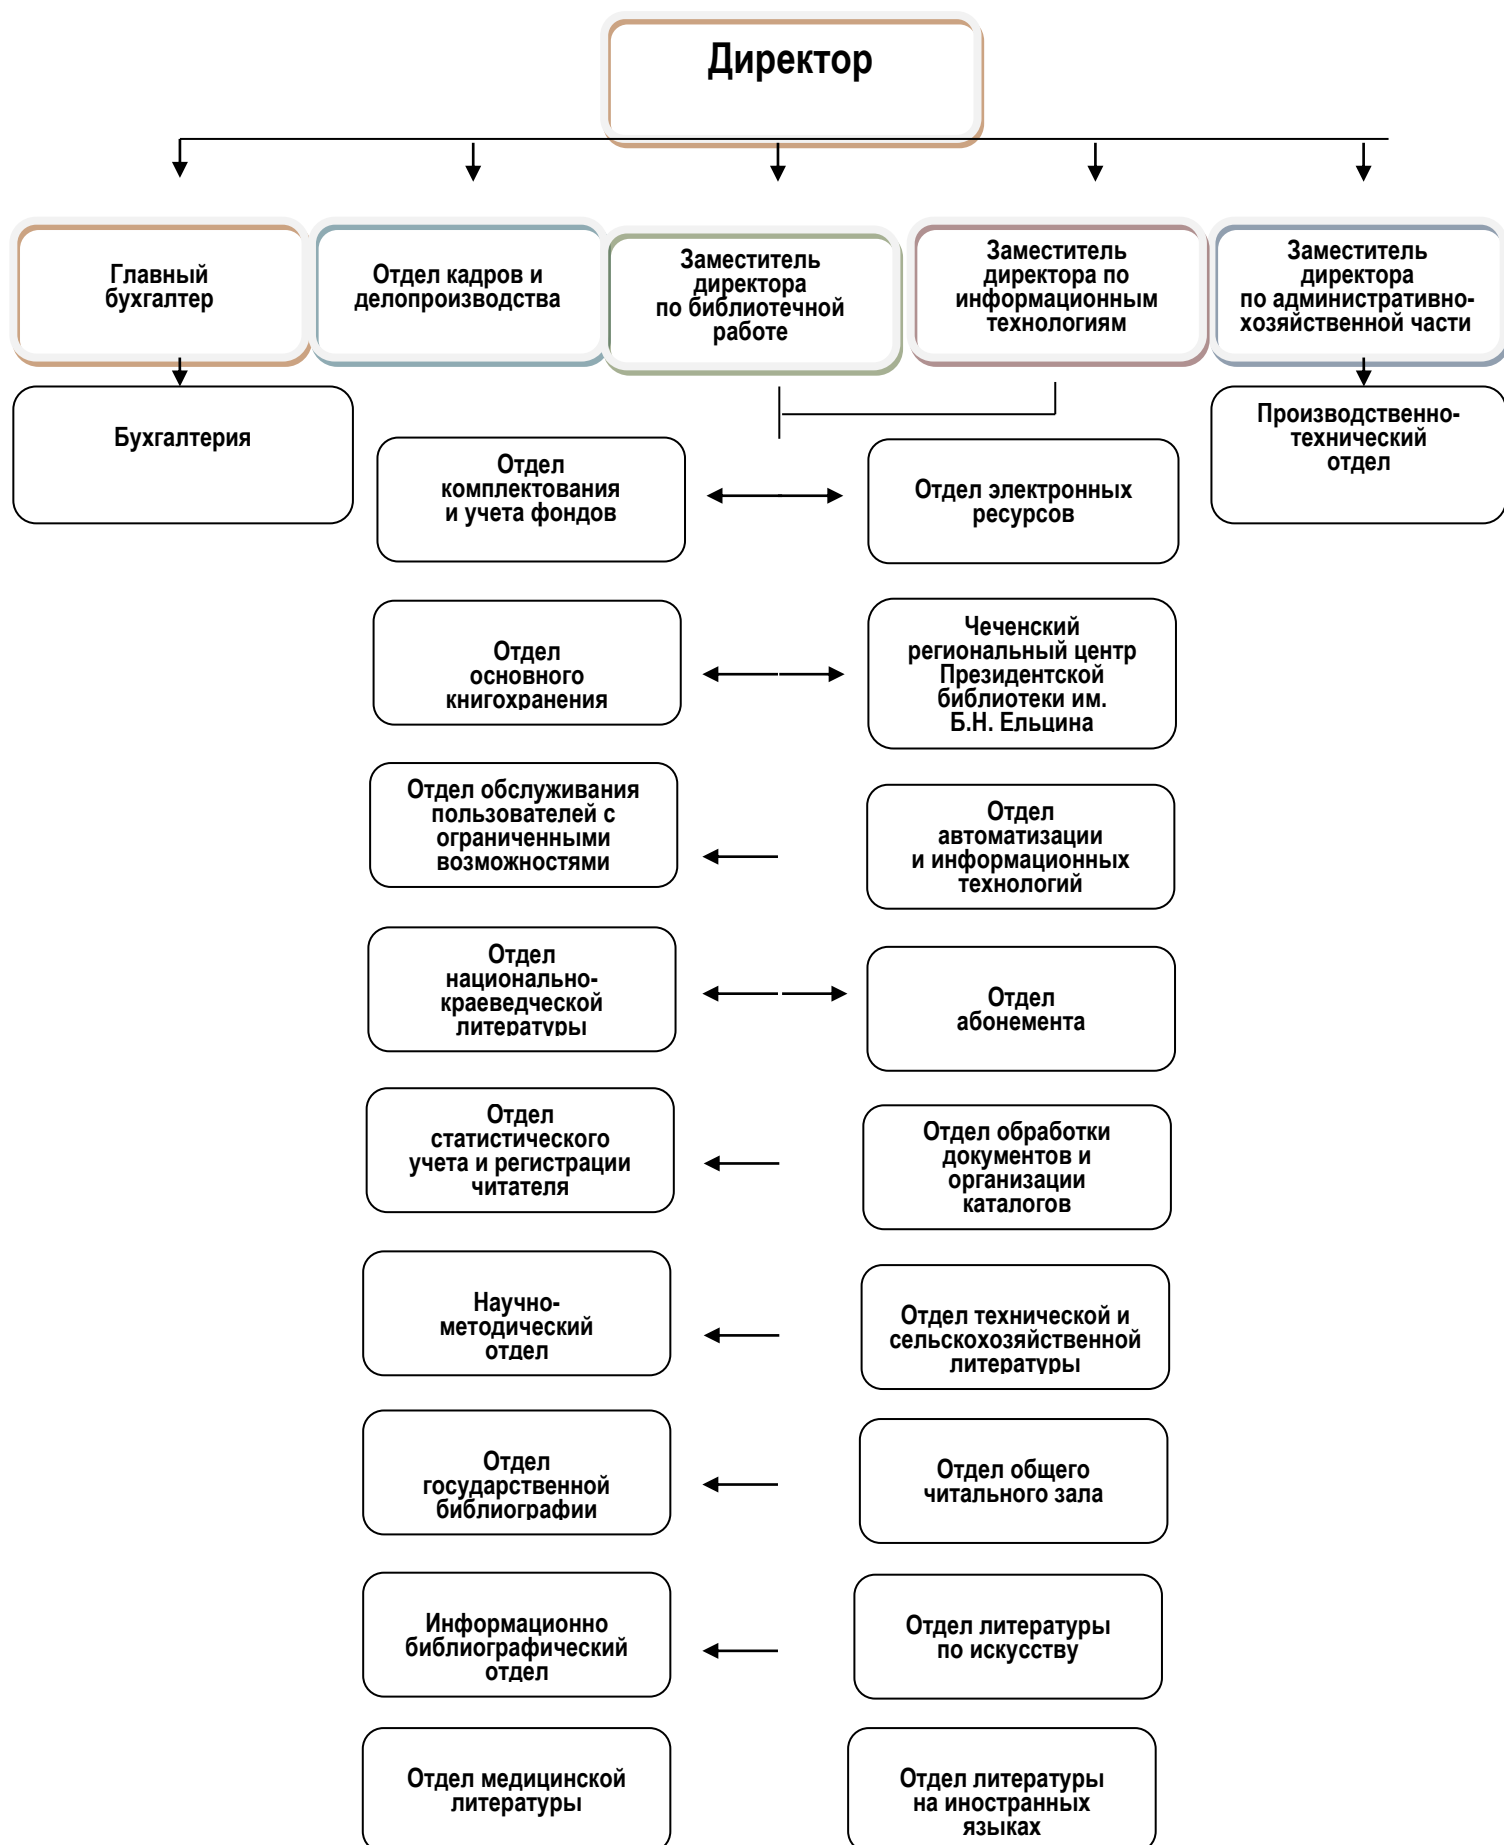 Директор
Главный
бухгалтер
Отдел кадров и
делопроизводства
Заместитель
директора
по библиотечной
работе
Заместитель
директора по
информационным
технологиям
Заместитель
директора
по административно-
хозяйственной части
Бухгалтерия
Производственно-
технический
отдел
Отдел
комплектования
и учета фондов
Отдел электронных
ресурсов
Отдел
основного
книгохранения
Чеченский
региональный центр
Президентской
библиотеки им.
Б.Н. Ельцина
Отдел обслуживания
пользователей с
ограниченными
возможностями
Отдел
автоматизации
и информационных
технологий
Отдел
национально-
краеведческой
литературы
Отдел
абонемента
Отдел
статистического
учета и регистрации
читателя
Отдел обработки
документов и
организации
каталогов
Научно-
методический
отдел
Отдел технической и
сельскохозяйственной
литературы
Отдел
государственной
библиографии
Отдел общего
читального зала
Информационно
библиографический
отдел
Отдел литературы
по искусству
Отдел медицинской
литературы
Отдел литературы
на иностранных
языках